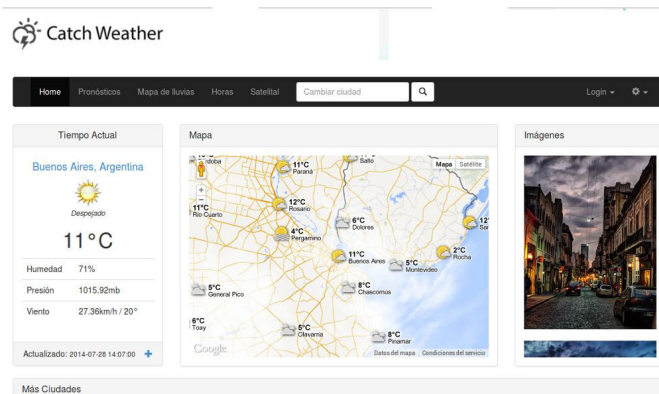 Catch Weather
Home Pronósticos Mapa de lluvias Horas Satelital Cambiar ciudad Login
Tiempo Actual
Buenos Aires, Argentina
Despejado
11°C
Humedad 71%
Presión 1015.92mb
Viento 27.36km/h / 20°
Actualizado: 2014-07-28 14:07:00
Mapa
Mapa Satélite
Salto
11°C
Paraná
11°C
Río Cuarto
12°C
Rosario
4°C
Pergamino
6°C
Dolores
11°C
Buenos Aires
5°C
Montevideo
2°C
Rocha
5°C
General Pico
8°C
Chascomus
6°C
Toay
5°C
Olavarria
8°C
Pinamar
Google
Datos del mapa Condiciones del servicio
Imágenes
Más Ciudades